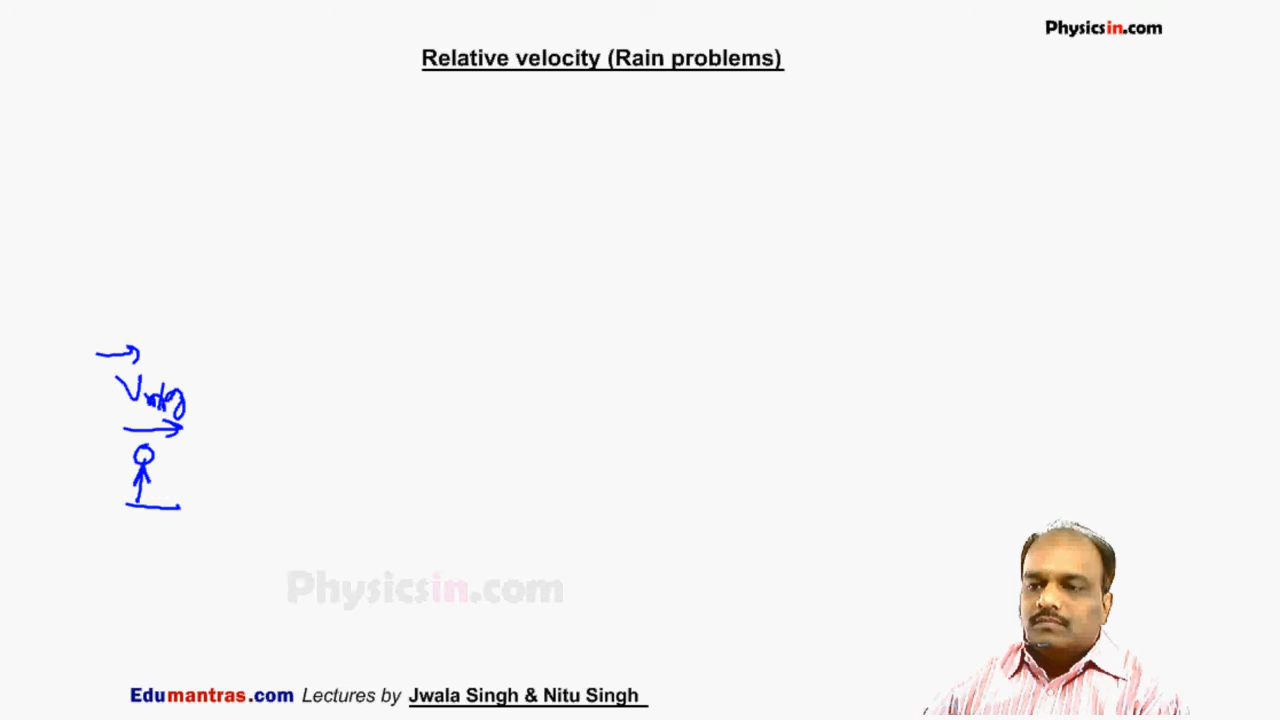 Physicsin.com
Relative velocity (Rain problems)
V
Physicsin.com
Edumantras.com Lectures by Jwala Singh & Nitu Singh